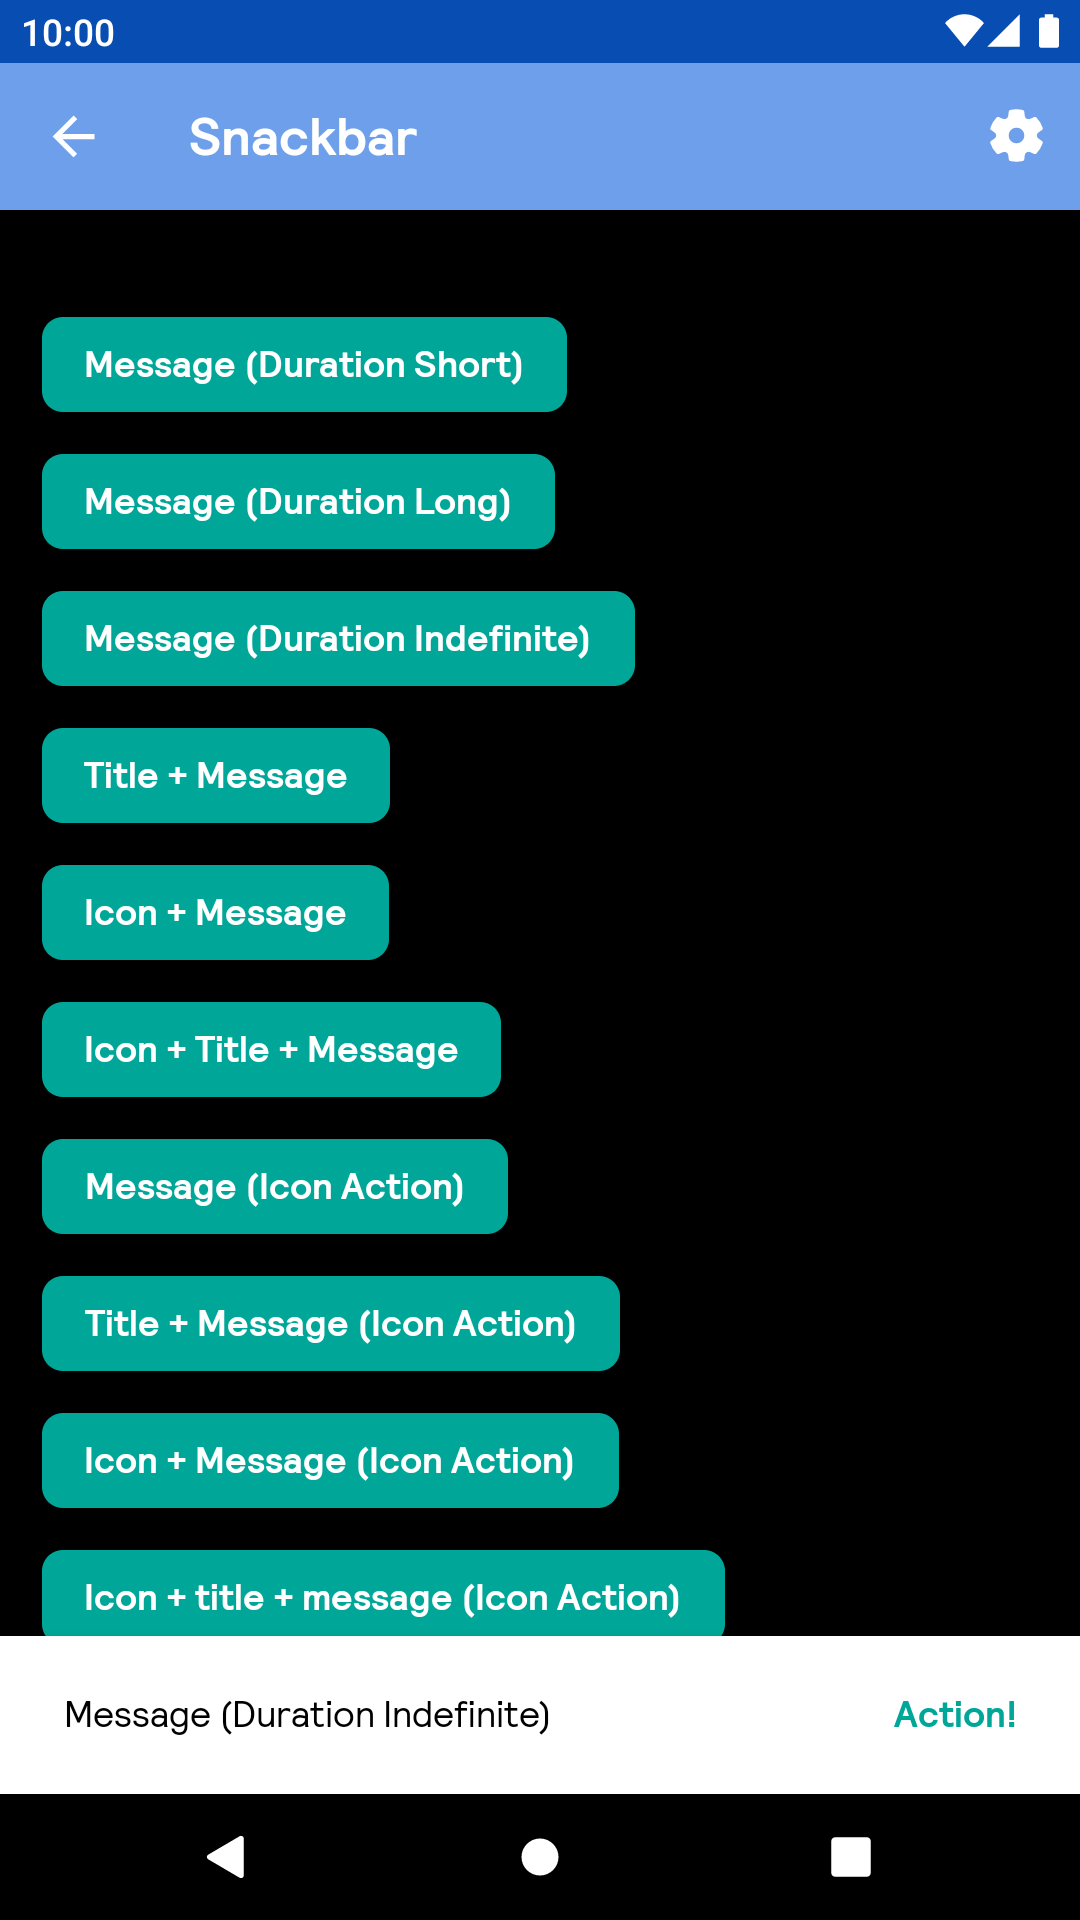 10:00
Snackbar
Message (Duration Short)
Message (Duration Long)
Message (Duration Indefinite)
Title + Message
Icon + Message
Icon + Title + Message
Message (Icon Action)
Title + Message (Icon Action)
Icon + Message (Icon Action)
Icon + title + message (Icon Action)
Message (Duration Indefinite) Action!